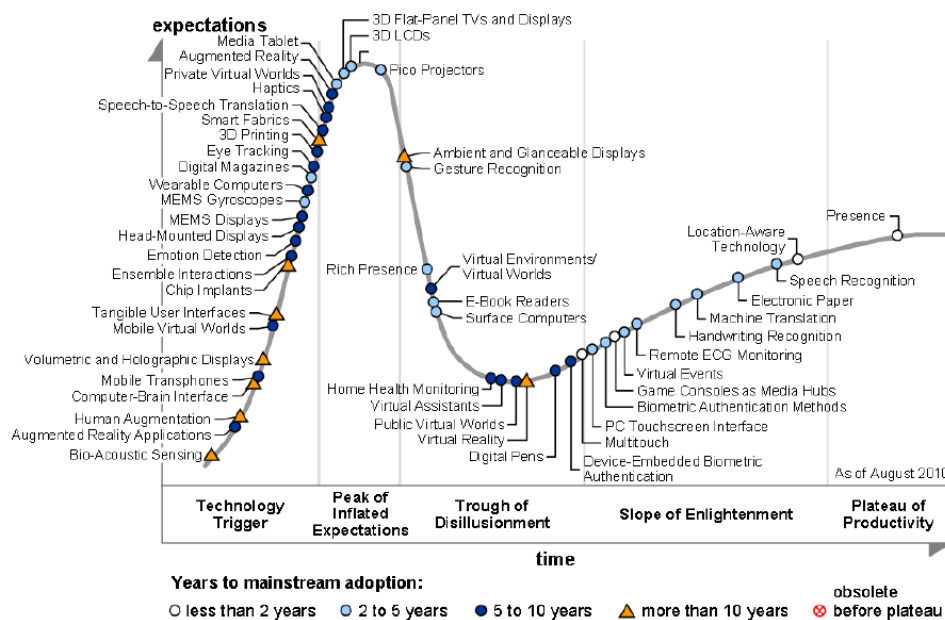 expectations
3D Flat-Panel TVs and Displays
3D LCDs
Media Tablet
Augmented Reality
Private Virtual Worlds
Haptics
Speech-to-Speech Translation
Smart Fabrics
3D Printing
Eye Tracking
Digital Magazines
Wearable Computers
MEMS Gyroscopes
MEMS Displays
Head-Mounted Displays
Emotion Detection
Ensemble Interactions
Chip Implants
Tangible User Interfaces
Mobile Virtual Worlds
Volumetric and Holographic Displays
Mobile Transphones
Computer-Brain Interface
Human Augmentation
Augmented Reality Applications
Bio-Acoustic Sensing
Pico Projectors
Ambient and Glanceable Displays
Gesture Recognition
Rich Presence
Virtual Environments/
Virtual Worlds
E-Book Readers
Surface Computers
Home Health Monitoring
Virtual Assistants
Public Virtual Worlds
Virtual Reality
Digital Pens
Device-Embedded Biometric
Authentication
Multitouch
PC Touchscreen Interface
Biometric Authentication Methods
Game Consoles as Media Hubs
Virtual Events
Remote ECG Monitoring
Handwriting Recognition
Machine Translation
Electronic Paper
Speech Recognition
Location-Aware
Technology
Presence
As of August 2010
Technology
Trigger
Peak of
Inflated
Expectations
Trough of
Disillusionment
Slope of Enlightenment
Plateau of
Productivity
time
Years to mainstream adoption:
less than 2 years
2 to 5 years
5 to 10 years
more than 10 years
obsolete
before plateau